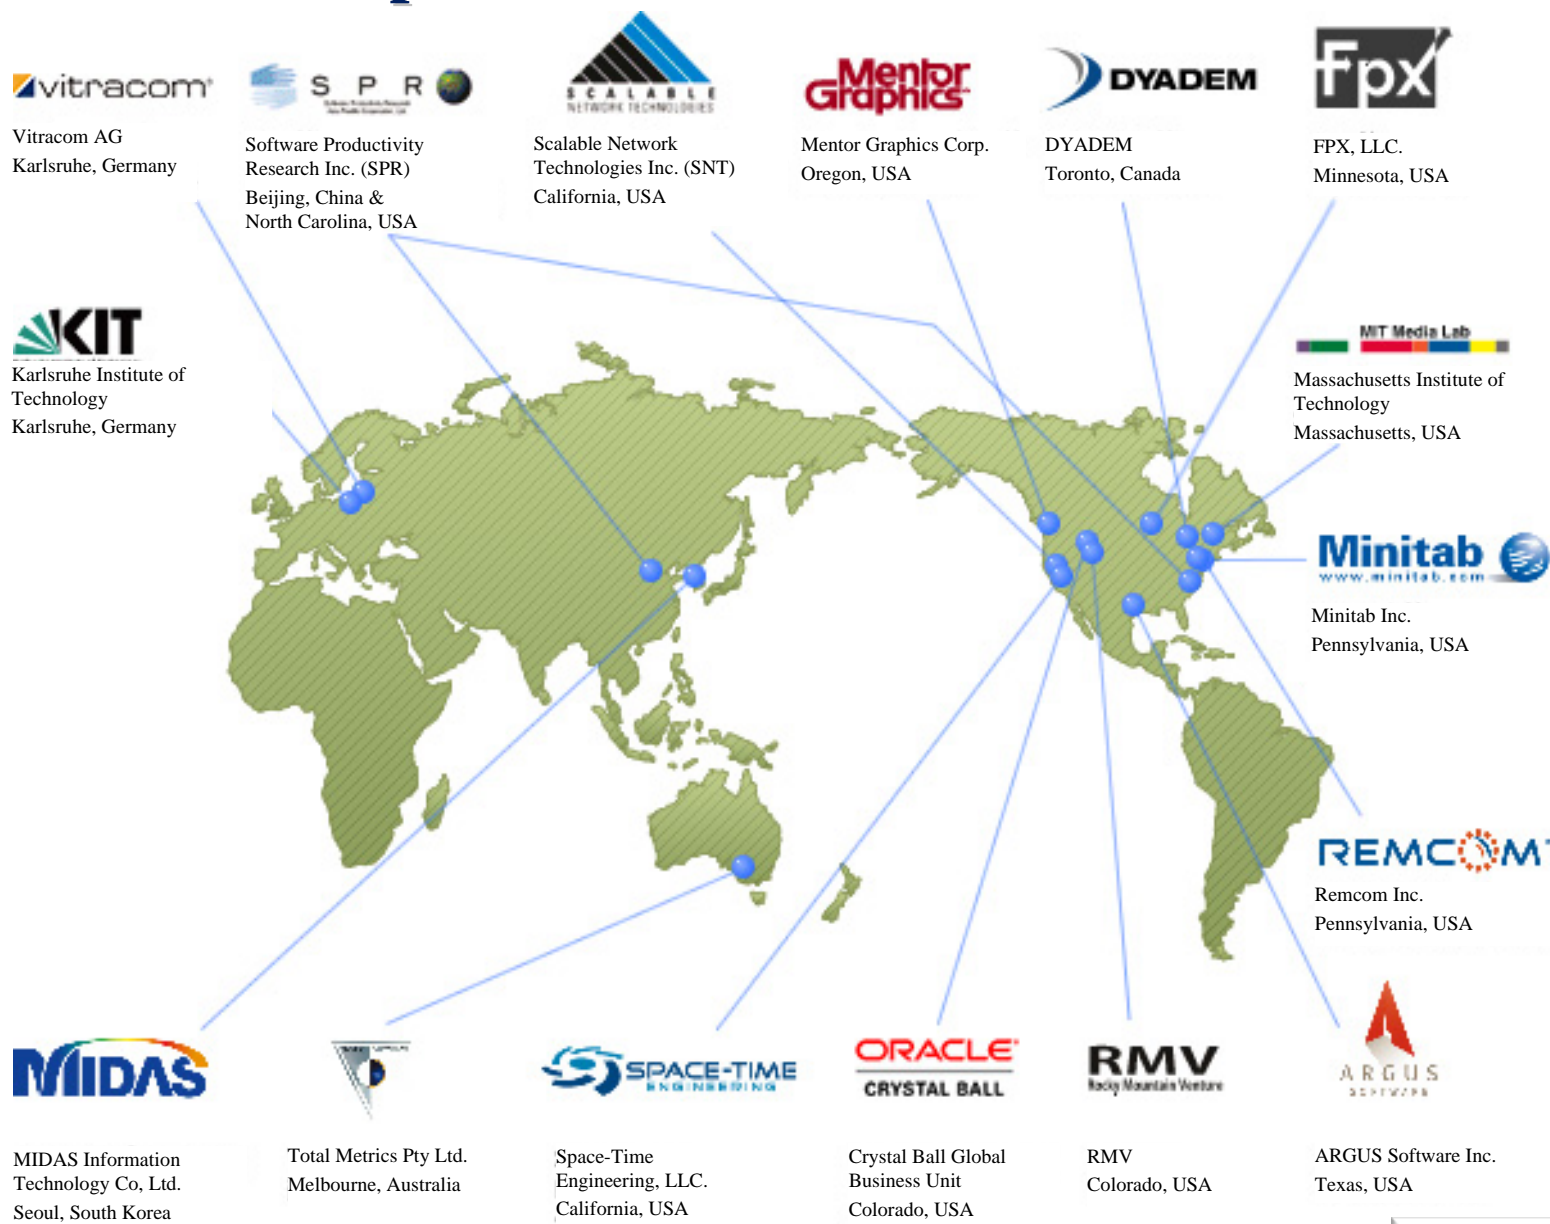 vitracom
Vitracom AG
Karlsruhe, Germany
S P R
Software Productivity
Research Inc. (SPR)
Beijing, China &
North Carolina, USA
SCALABLE
NETWORK TECHNOLOGIES
Scalable Network
Technologies Inc. (SNT)
California, USA
Mentor
Graphics
Mentor Graphics Corp.
Oregon, USA
DYADEM
DYADEM
Toronto, Canada
Fpx
FPX, LLC.
Minnesota, USA
KIT
Karlsruhe Institute of
Technology
Karlsruhe, Germany
MIT Media Lab
Massachusetts Institute of
Technology
Massachusetts, USA
Minitab
www.minitab.com
Minitab Inc.
Pennsylvania, USA
REMCOM
Remcom Inc.
Pennsylvania, USA
MIDAS
MIDAS Information
Technology Co, Ltd.
Seoul, South Korea
Total Metrics Pty Ltd.
Melbourne, Australia
SPACE-TIME
ENGINEERING
Space-Time
Engineering, LLC.
California, USA
ORACLE
CRYSTAL BALL
Crystal Ball Global
Business Unit
Colorado, USA
RMV
Rocky Mountain Venture
RMV
Colorado, USA
ARGUS
SOFTWARE
ARGUS Software Inc.
Texas, USA